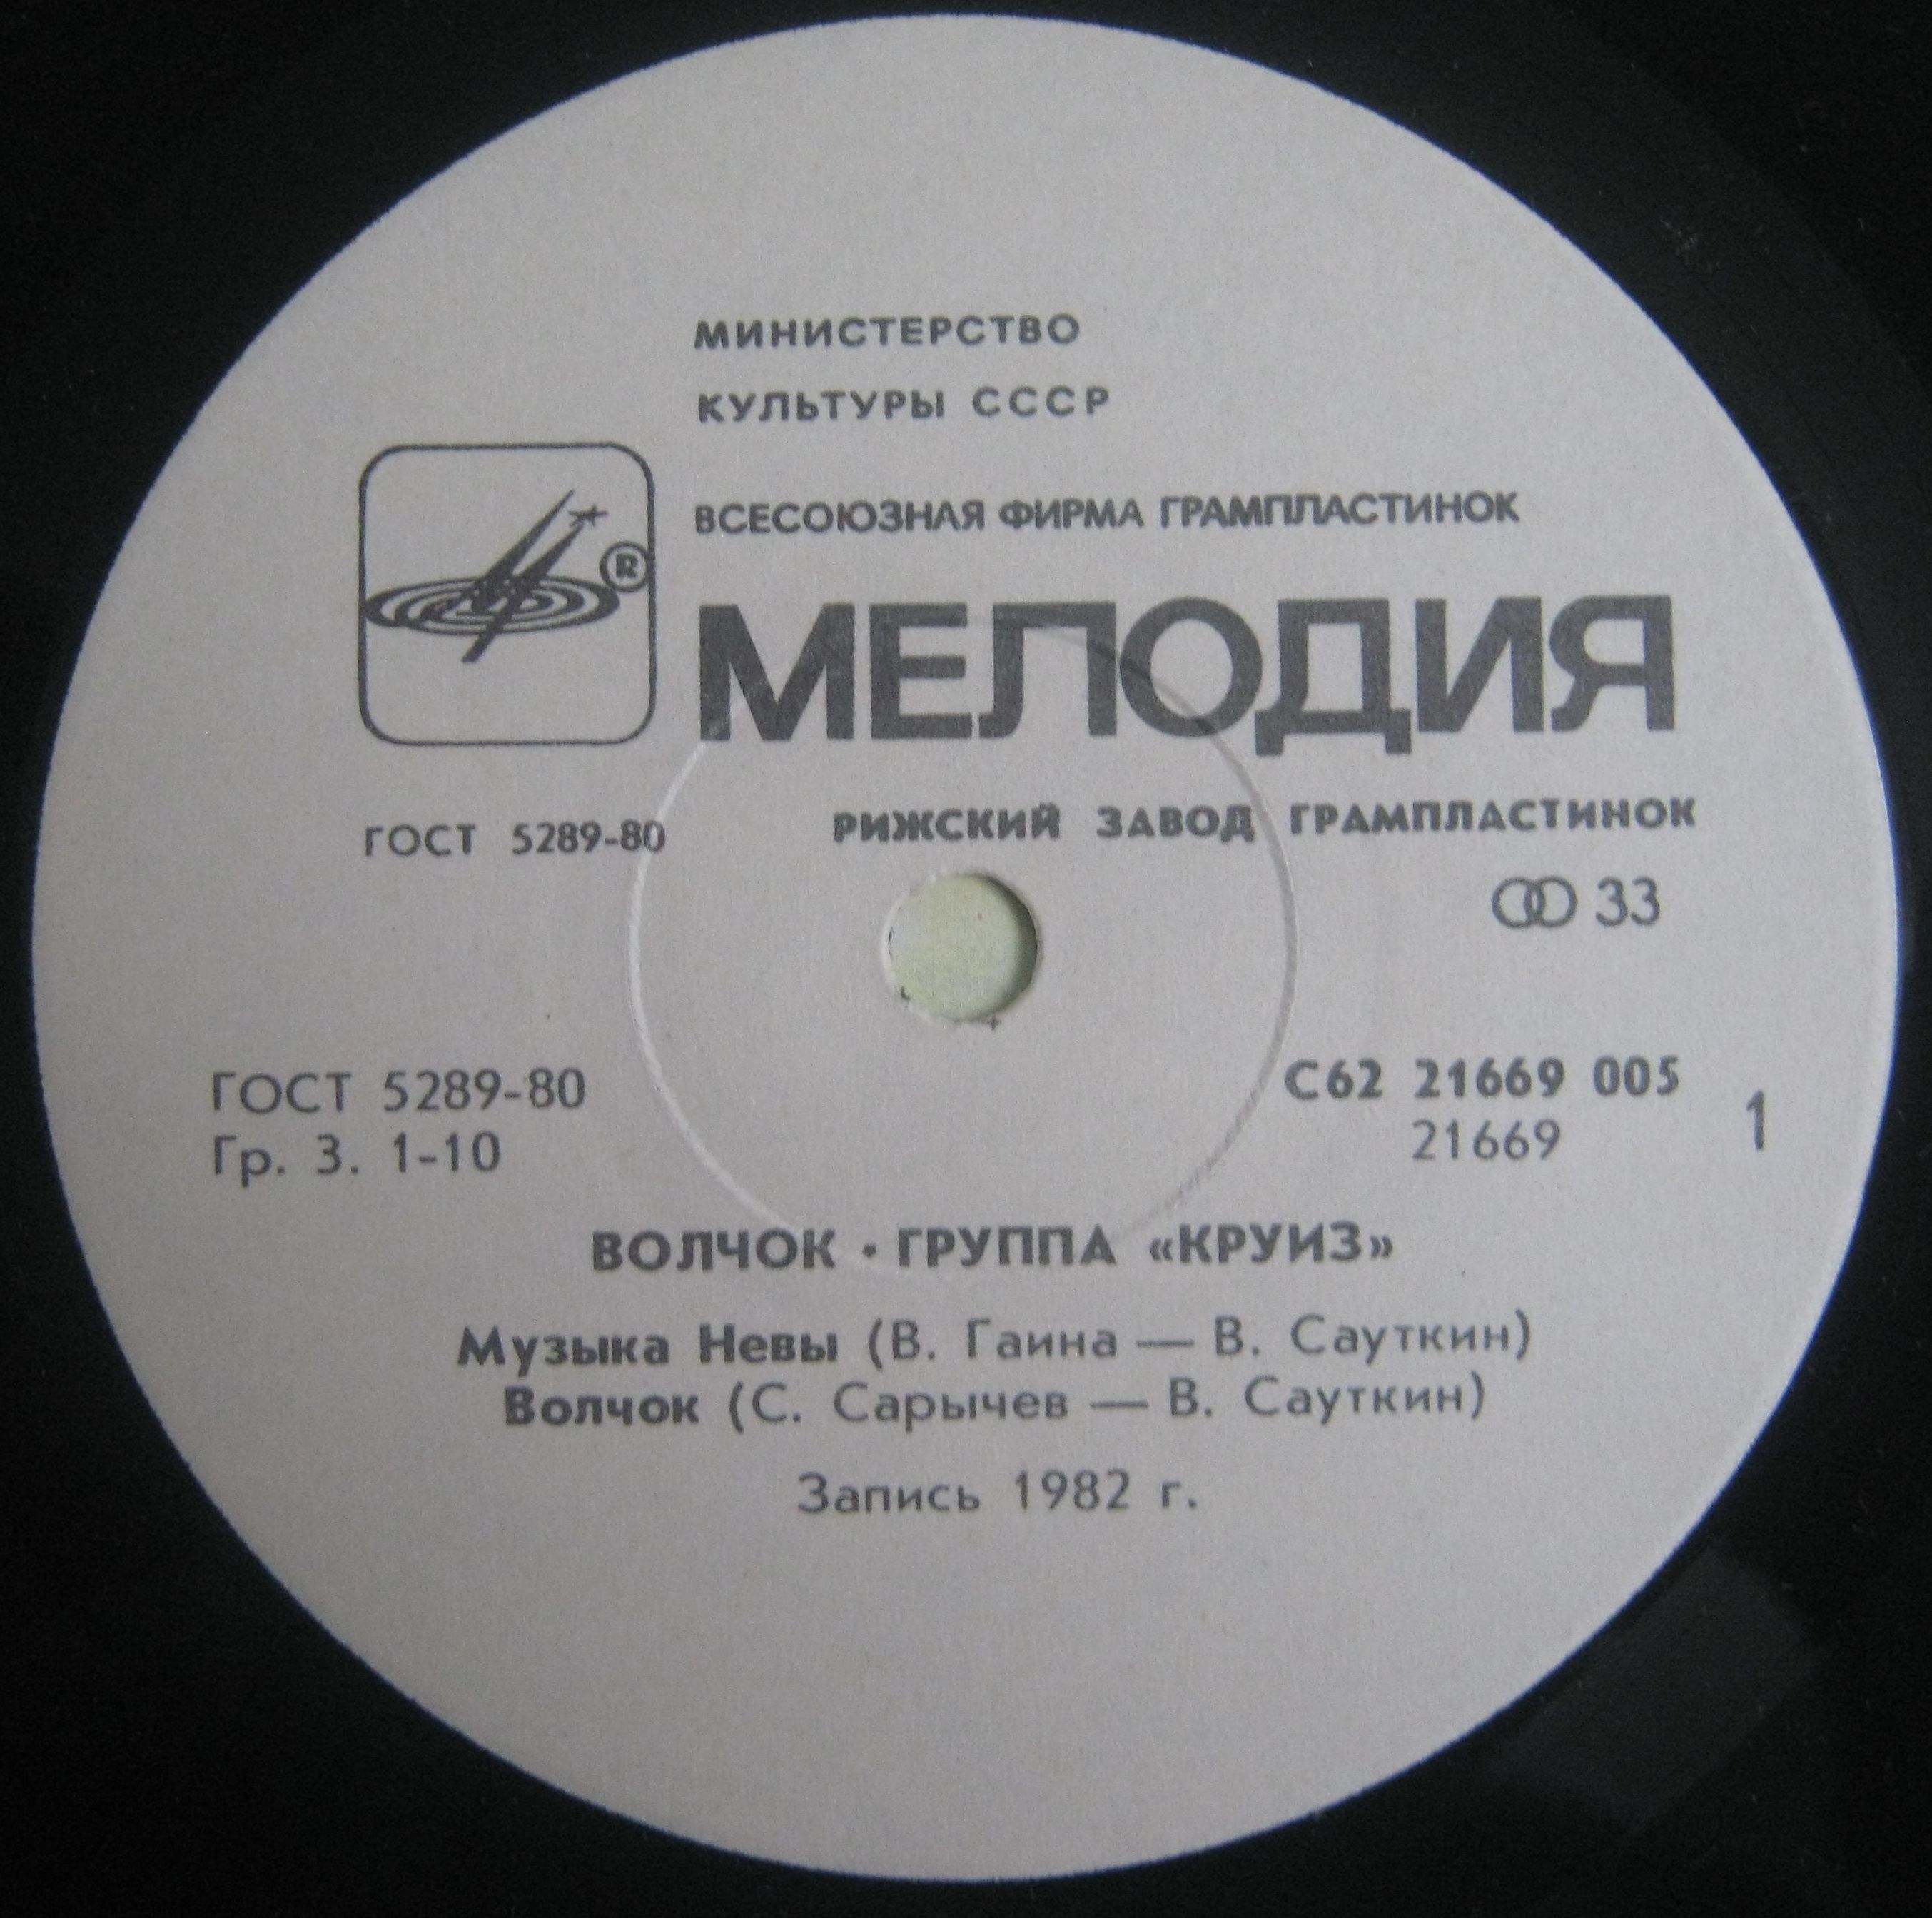 МИНИСТЕРСТВО
КУЛЬТУРЫ СССР
ВСЕСОЮЗНАЯ ФИРМА ГРАМПЛАСТИНОК
®
МЕЛОДИЯ
ГОСТ 5289-80 РИЖСКИЙ ЗАВОД ГРАМПЛАСТИНОК
33
ГОСТ 5289-80 С62 21669 005
Гр. 3. 1-10 21669 1
ВОЛЧОК • ГРУППА «КРУИЗ»
Музыка Невы (В. Гаина — В. Сауткин)
Волчок (С. Сарычев — В. Сауткин)
Запись 1982 г.